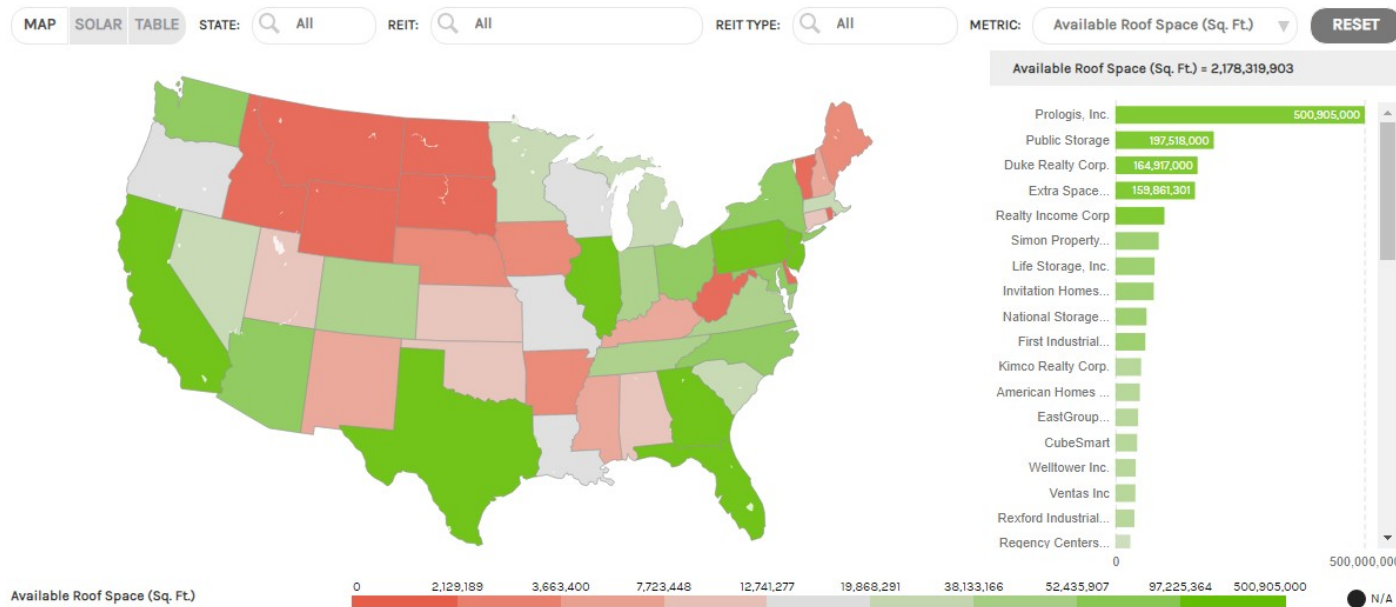 MAP SOLAR TABLE STATE: All REIT: All REIT TYPE: All METRIC: Available Roof Space (Sq. Ft.) RESET
Available Roof Space (Sq. Ft.) = 2,178,319,903
Prologis, Inc. 500,905,000
Public Storage 197,518,000
Duke Realty Corp. 164,917,000
Extra Space... 159,861,301
Realty Income Corp
Simon Property...
Life Storage, Inc.
Invitation Homes...
National Storage...
First Industrial...
Kimco Realty Corp.
American Homes ...
EastGroup...
CubeSmart
Welltower Inc.
Ventas Inc
Rexford Industrial...
Regency Centers...
0 500,000,000
0 2,129,189 3,663,400 7,723,448 12,741,277 19,868,291 38,133,166 52,435,907 97,225,364 500,905,000
Available Roof Space (Sq. Ft.) N/A